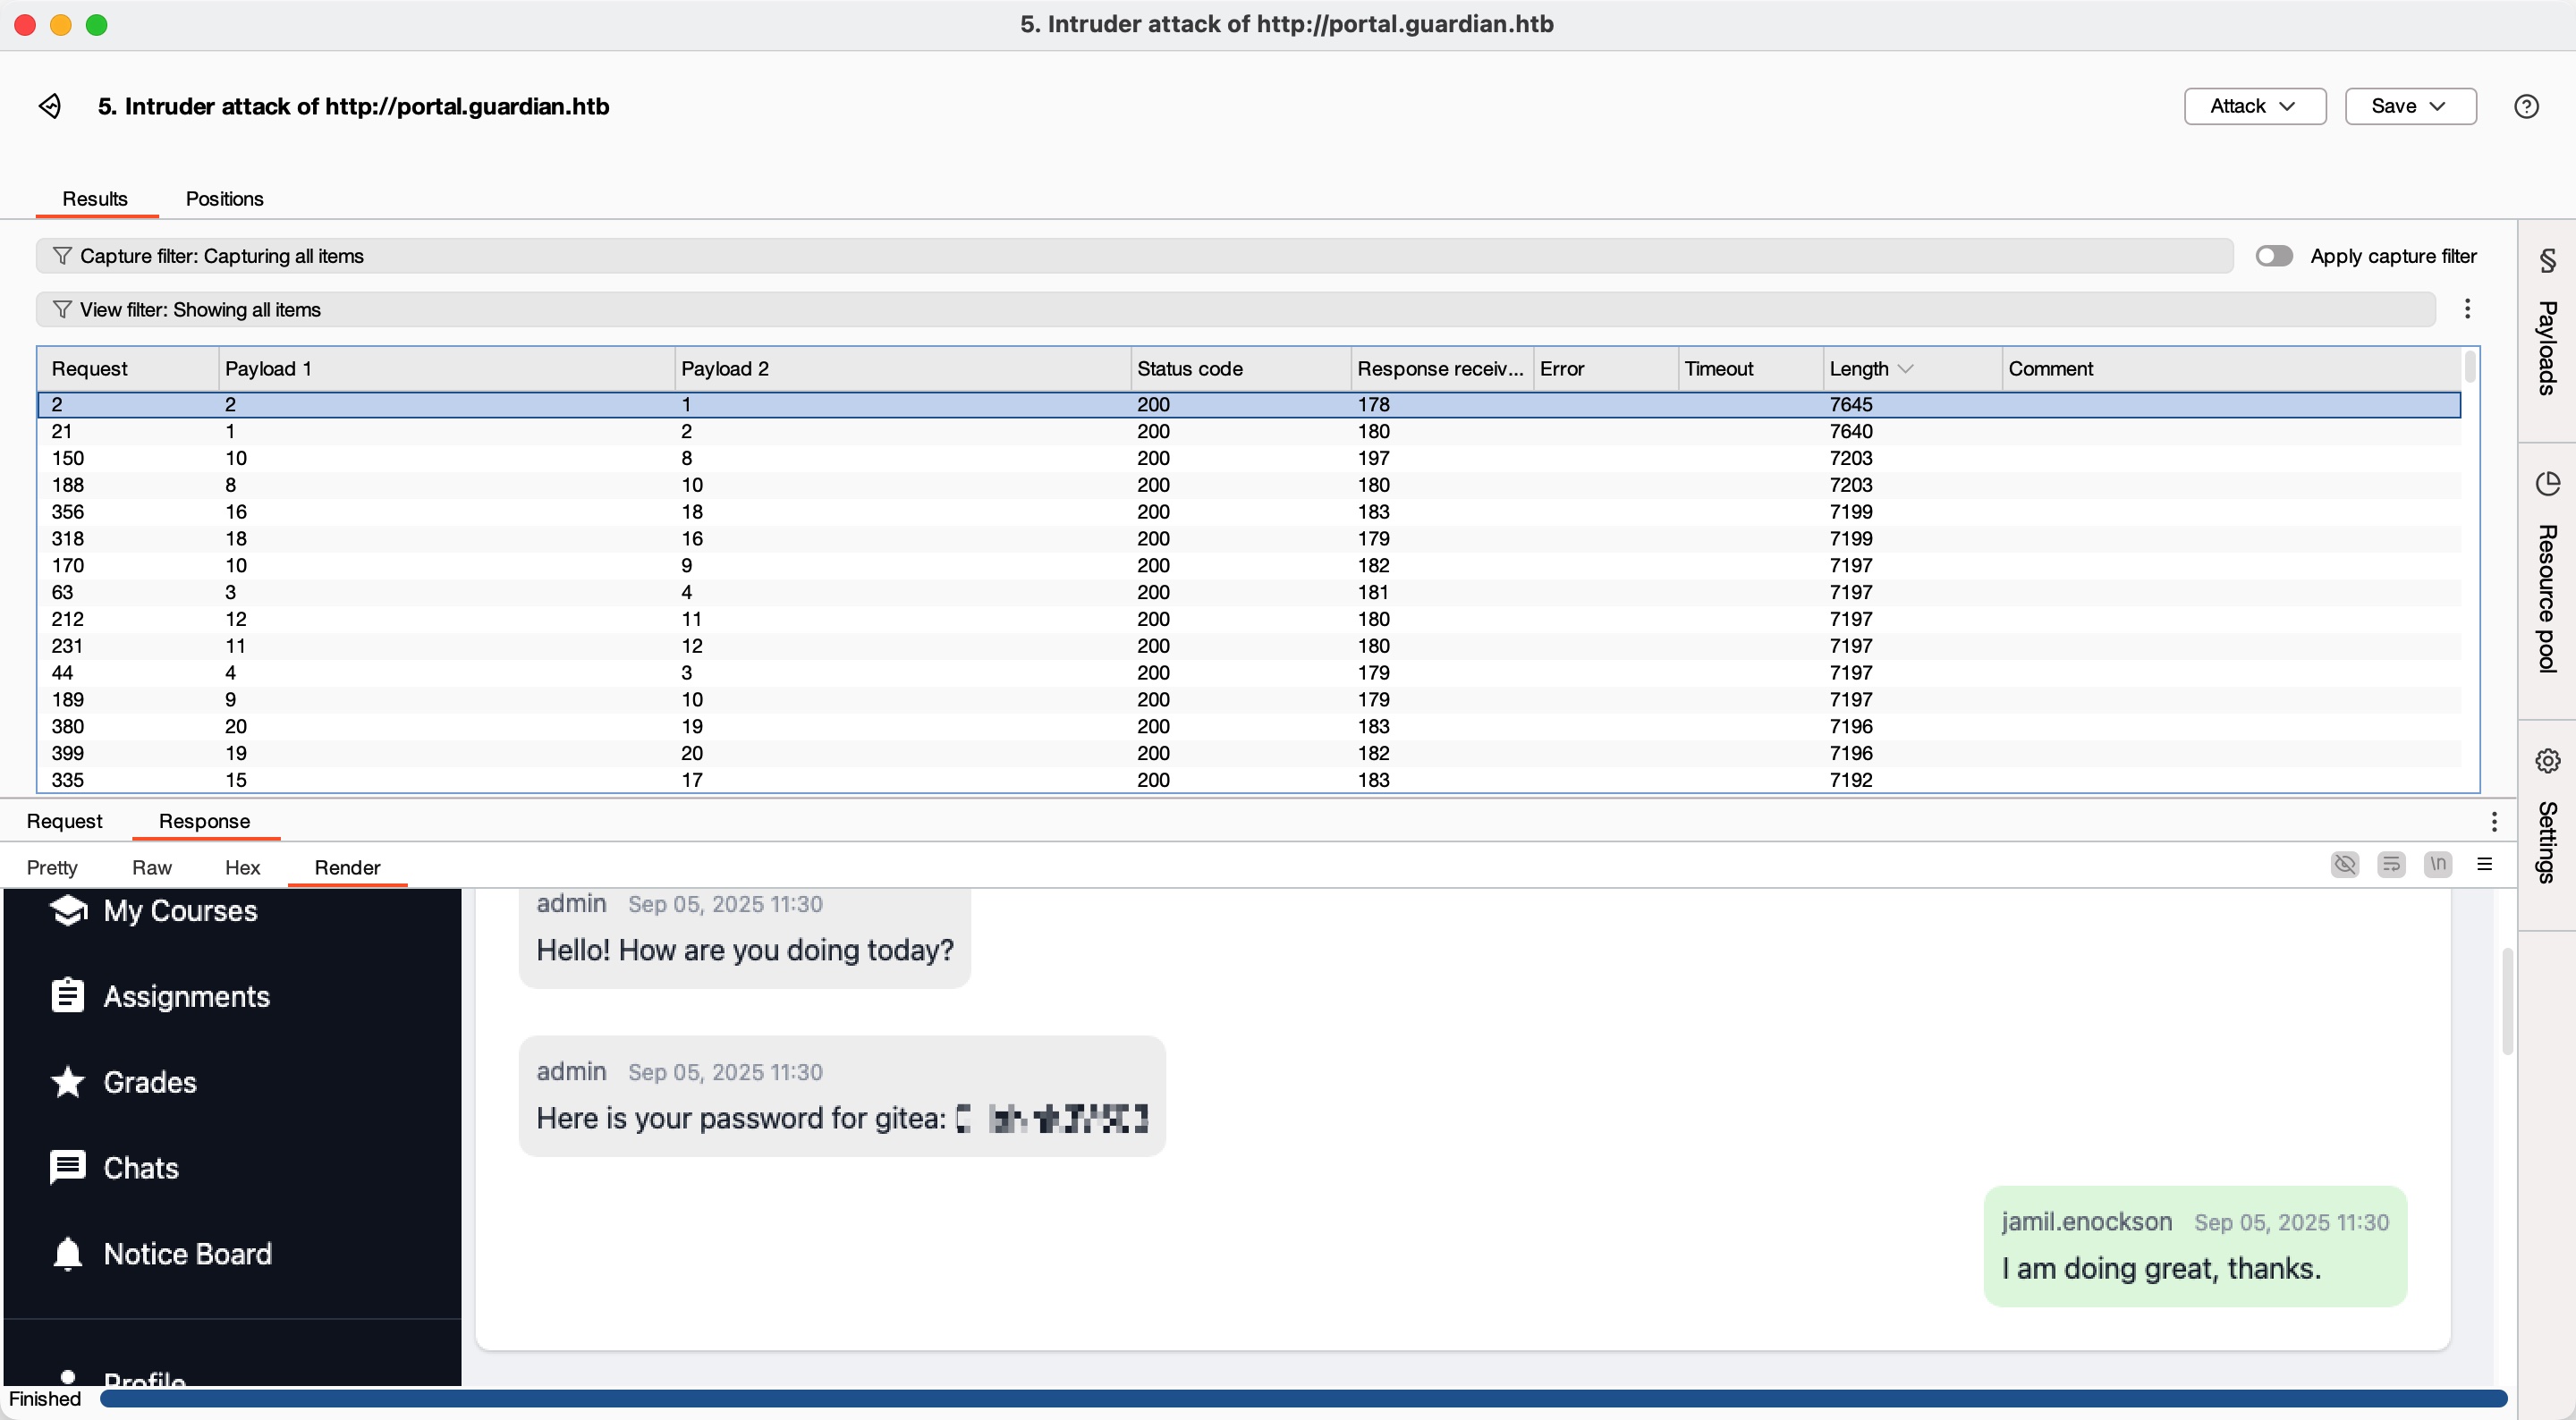 5. Intruder attack of http://portal.guardian.htb
5. Intruder attack of http://portal.guardian.htb
Attack
Save
Results Positions
Capture filter: Capturing all items
Apply capture filter
View filter: Showing all items
Request Payload 1 Payload 2 Status code Response receiv... Error Timeout Length Comment
2 2 1 200 178 7645
21 1 2 200 180 7640
150 10 8 200 197 7203
188 8 10 200 180 7203
356 16 18 200 183 7199
318 18 16 200 179 7199
170 10 9 200 182 7197
63 3 4 200 181 7197
212 12 11 200 180 7197
231 11 12 200 180 7197
44 4 3 200 179 7197
189 9 10 200 179 7197
380 20 19 200 183 7196
399 19 20 200 182 7196
335 15 17 200 183 7192
§ Payloads
Resource pool
Settings
Request Response
Pretty Raw Hex Render
\n
My Courses
Assignments
Grades
Chats
Notice Board
Profile
admin Sep 05, 2025 11:30
Hello! How are you doing today?
admin Sep 05, 2025 11:30
Here is your password for gitea:
jamil.enockson Sep 05, 2025 11:30
I am doing great, thanks.
Finished